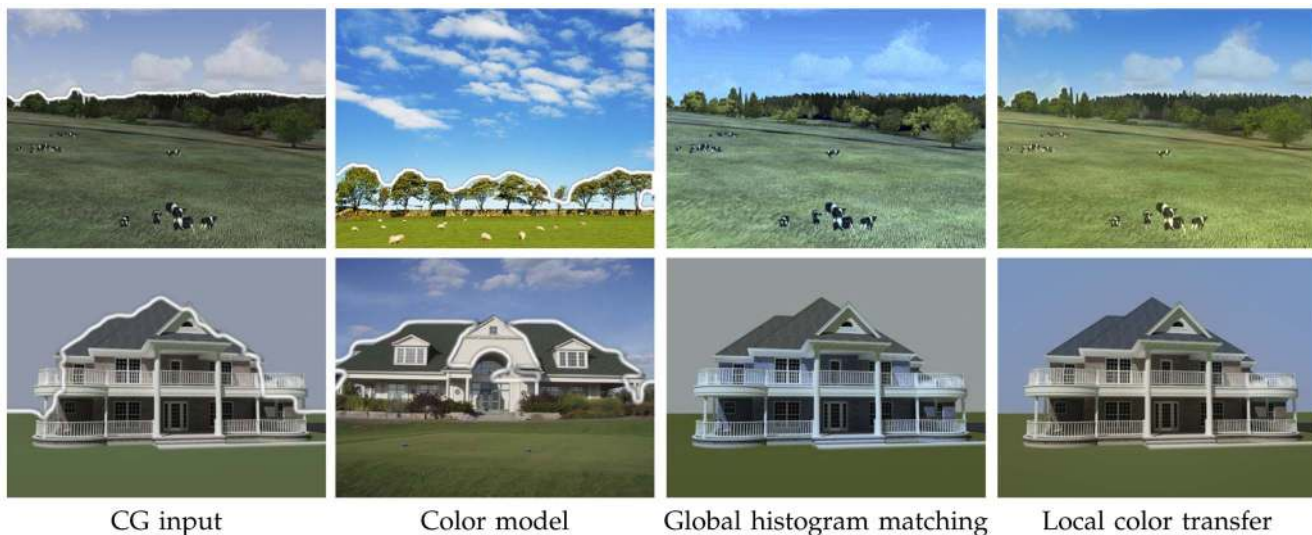 CG input
Color model
Global histogram matching
Local color transfer